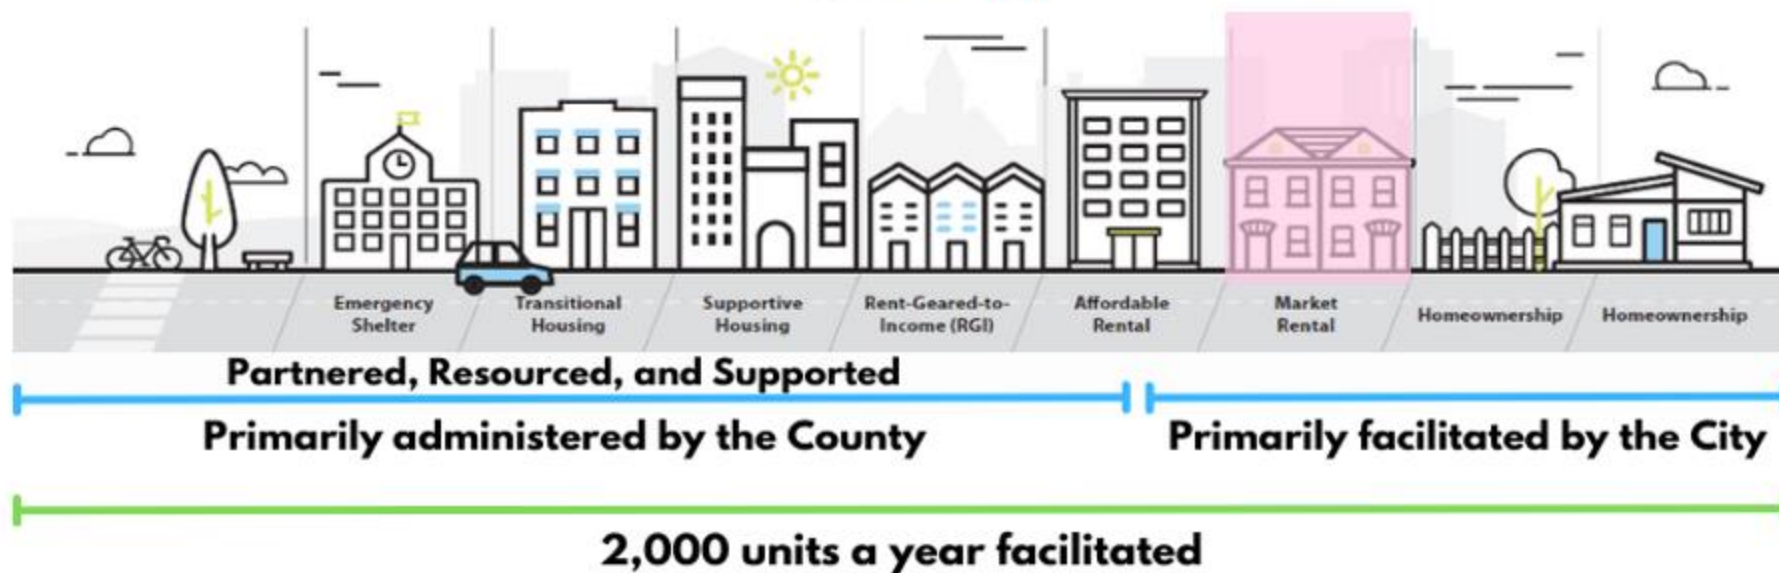 Emergency
Shelter
Transitional
Housing
Supportive
Housing
Rent-Geared-to-
Income (RGI)
Affordable
Rental
Market
Rental
Homeownership
Homeownership
Partnered, Resourced, and Supported
Primarily administered by the County
Primarily facilitated by the City
2,000 units a year facilitated